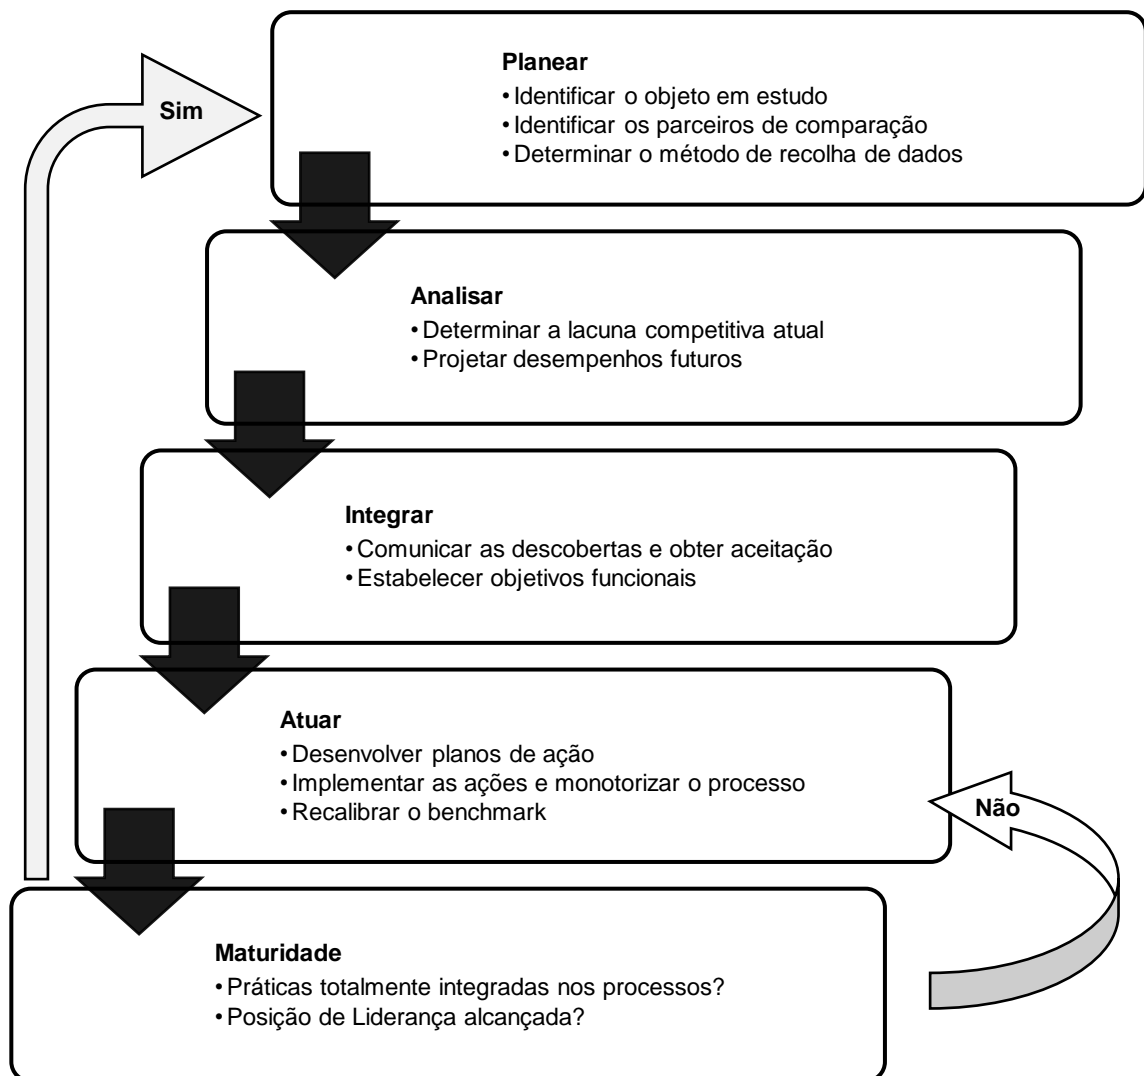 Sim
Planear
• Identificar o objeto em estudo
• Identificar os parceiros de comparação
• Determinar o método de recolha de dados
Analisar
• Determinar a lacuna competitiva atual
• Projetar desempenhos futuros
Integrar
• Comunicar as descobertas e obter aceitação
• Estabelecer objetivos funcionais
Atuar
• Desenvolver planos de ação
• Implementar as ações e monotorizar o processo
• Recalibrar o benchmark
Não
Maturidade
• Práticas totalmente integradas nos processos?
• Posição de Liderança alcançada?